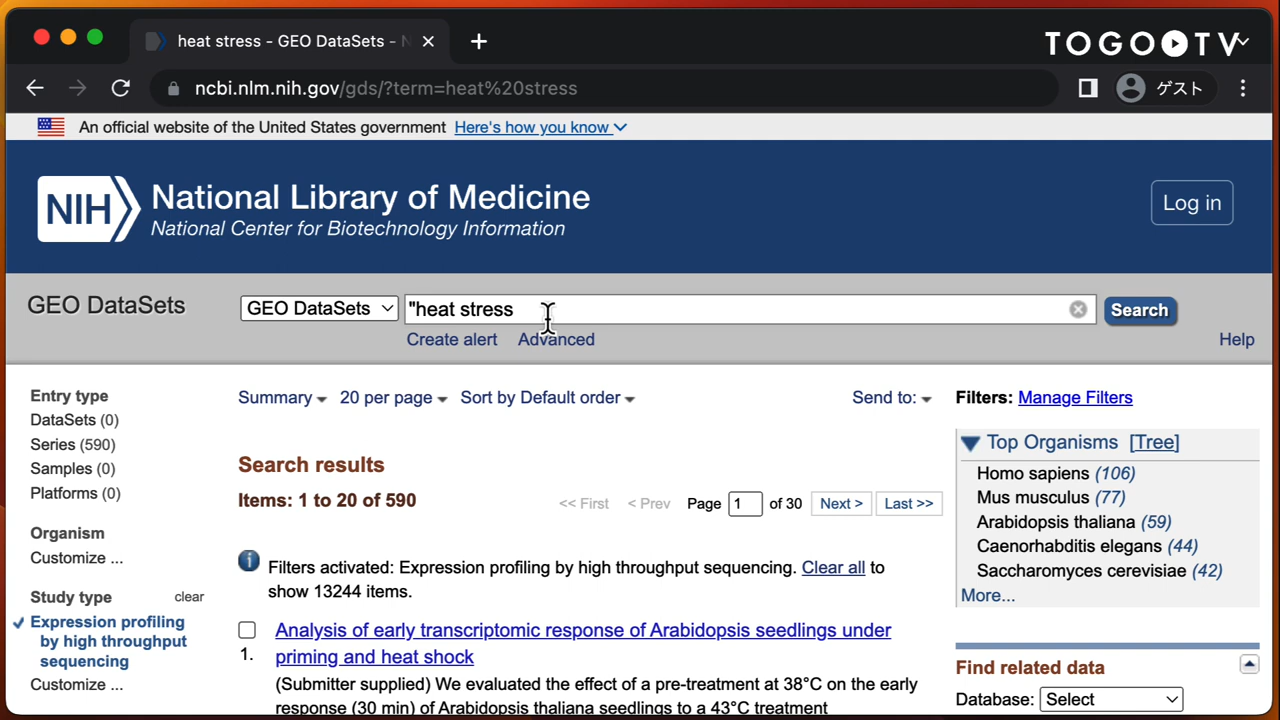 heat stress - GEO DataSets - N
TOGO TV
ncbi.nlm.nih.gov/gds/?term=heat%20stress
ゲスト
An official website of the United States government Here's how you know
NIH National Library of Medicine
National Center for Biotechnology Information
Log in
GEO DataSets
GEO DataSets
"heat stress
Search
Create alert
Advanced
Help
Entry type
DataSets (0)
Series (590)
Samples (0)
Platforms (0)
Organism
Customize ...
Study type clear
Expression profiling
by high throughput
sequencing
Customize ...
Summary 20 per page Sort by Default order Send to:
Search results
Items: 1 to 20 of 590
<< First < Prev Page 1 of 30 Next > Last >>
Filters activated: Expression profiling by high throughput sequencing. Clear all to
show 13244 items.
Analysis of early transcriptomic response of Arabidopsis seedlings under
1. priming and heat shock
(Submitter supplied) We evaluated the effect of a pre-treatment at 38°C on the early
response (30 min) of Arabidopsis thaliana seedlings to a 43°C treatment
Filters: Manage Filters
Top Organisms [Tree]
Homo sapiens (106)
Mus musculus (77)
Arabidopsis thaliana (59)
Caenorhabditis elegans (44)
Saccharomyces cerevisiae (42)
More...
Find related data
Database: Select